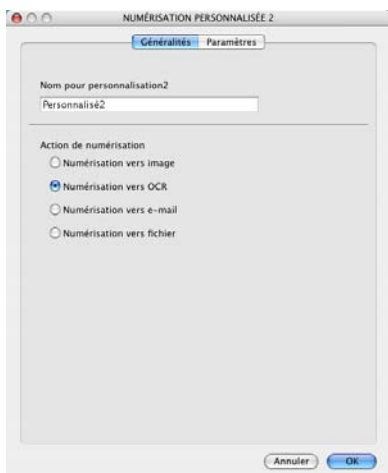 NUMÉRISATION PERSONNALISÉE 2
Généralités Paramètres
Nom pour personnalisation2
Personnalisé2
Action de numérisation
Numérisation vers image
Numérisation vers OCR
Numérisation vers e-mail
Numérisation vers fichier
Annuler OK